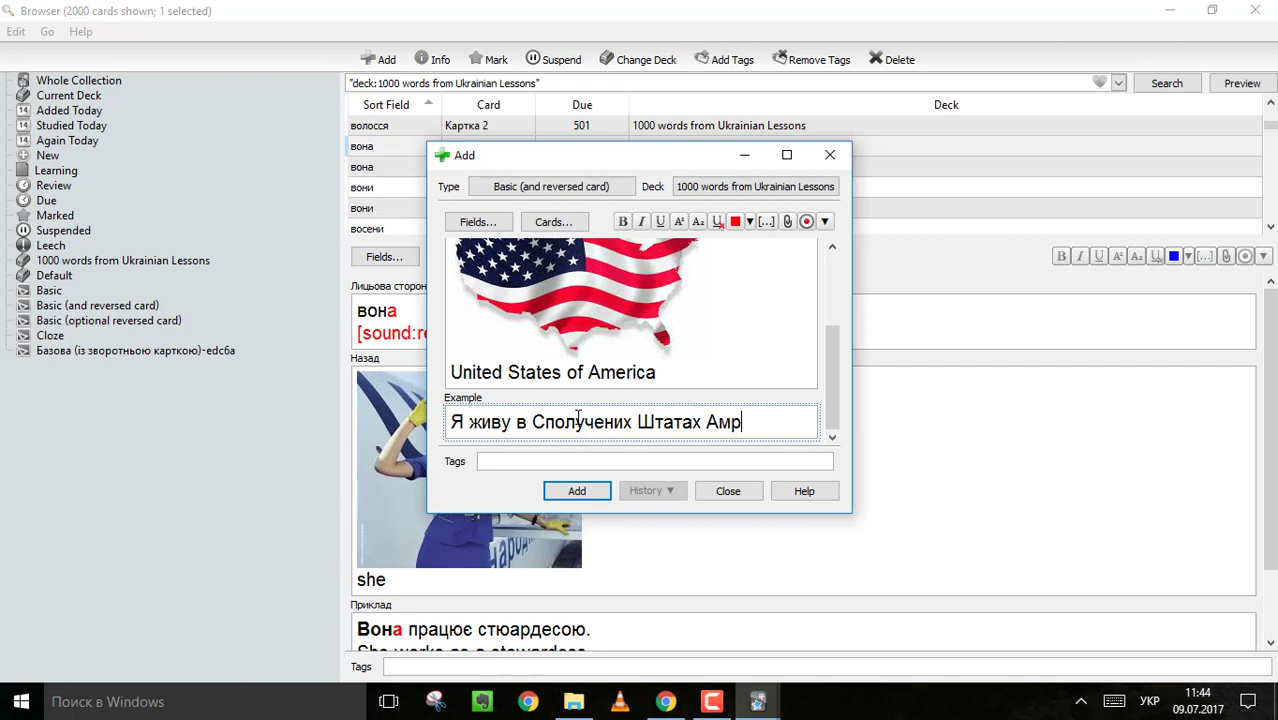 Browser (2000 cards shown; 1 selected)
Edit Go Help
Add Info Mark Suspend Change Deck Add Tags Remove Tags Delete
Whole Collection
Current Deck
Added Today
Studied Today
Again Today
New
Learning
Review
Due
Marked
Suspended
Leech
1000 words from Ukrainian Lessons
Default
Basic
Basic (and reversed card)
Basic (optional reversed card)
Cloze
Базова (із зворотньою карткою)-edc6a
"deck:1000 words from Ukrainian Lessons"
Search Preview
Sort Field Card Due Deck
волосся Картка 2 501 1000 words from Ukrainian Lessons
вона
вона
вони
вони
восени
Fields...
Лицьова сторон
вона
[sound:re
Назад
Народ
she
Приклад
Вона працює стюардесою.
She works as a stewardess.
Tags
Add
Type Basic (and reversed card) Deck 1000 words from Ukrainian Lessons
Fields... Cards...
B I U A² A₂ U [...]
United States of America
Example
Я живу в Сполучених Штатах Амр
Tags
Add History ▼ Close Help
Поиск в Windows
УКР
11:44
09.07.2017